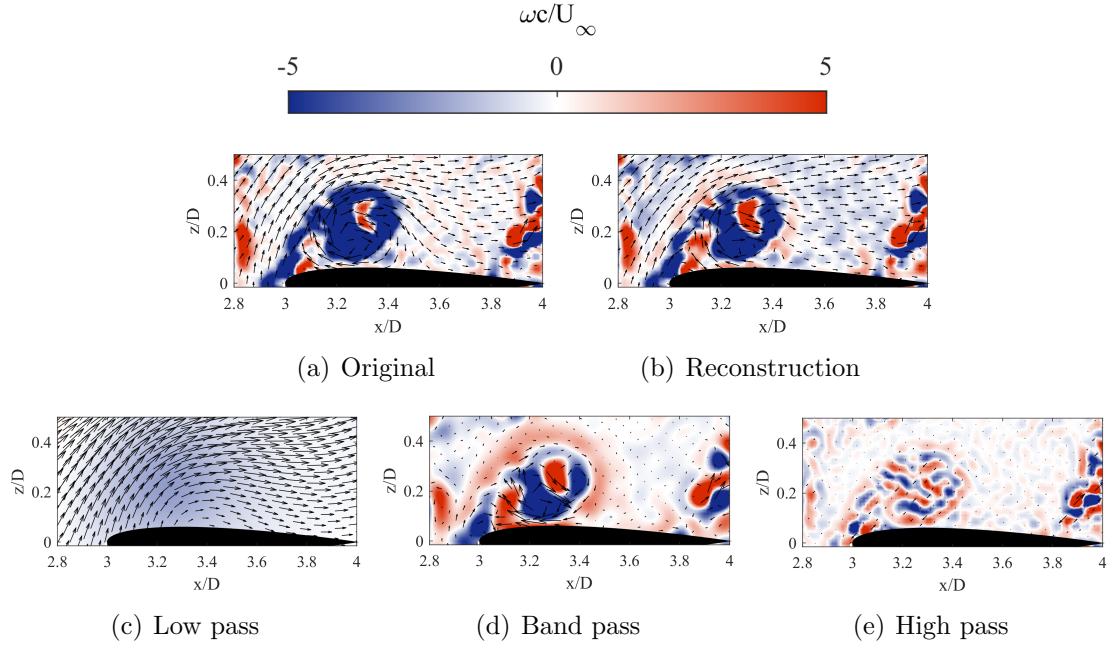 ωc/U∞
-5 0 5
z/D 0.4 0.2 0
2.8 3 3.2 3.4 3.6 3.8 4
x/D
(a) Original
z/D 0.4 0.2 0
2.8 3 3.2 3.4 3.6 3.8 4
x/D
(b) Reconstruction
z/D 0.4 0.2 0
2.8 3 3.2 3.4 3.6 3.8 4
x/D
(c) Low pass
z/D 0.4 0.2 0
2.8 3 3.2 3.4 3.6 3.8 4
x/D
(d) Band pass
z/D 0.4 0.2 0
2.8 3 3.2 3.4 3.6 3.8 4
x/D
(e) High pass